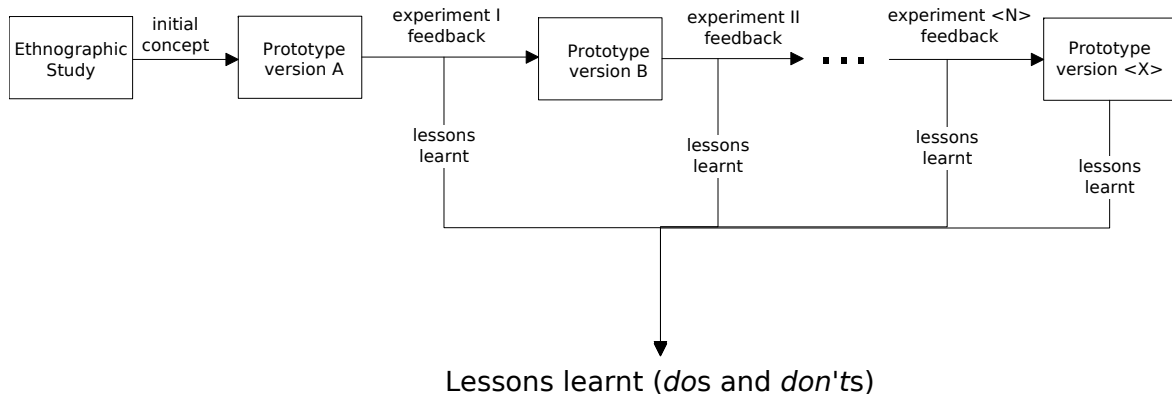 Ethnographic
Study
initial
concept
Prototype
version A
experiment I
feedback
Prototype
version B
experiment II
feedback
...
experiment <N>
feedback
Prototype
version <X>
lessons
learnt
lessons
learnt
lessons
learnt
lessons
learnt
Lessons learnt (dos and don'ts)